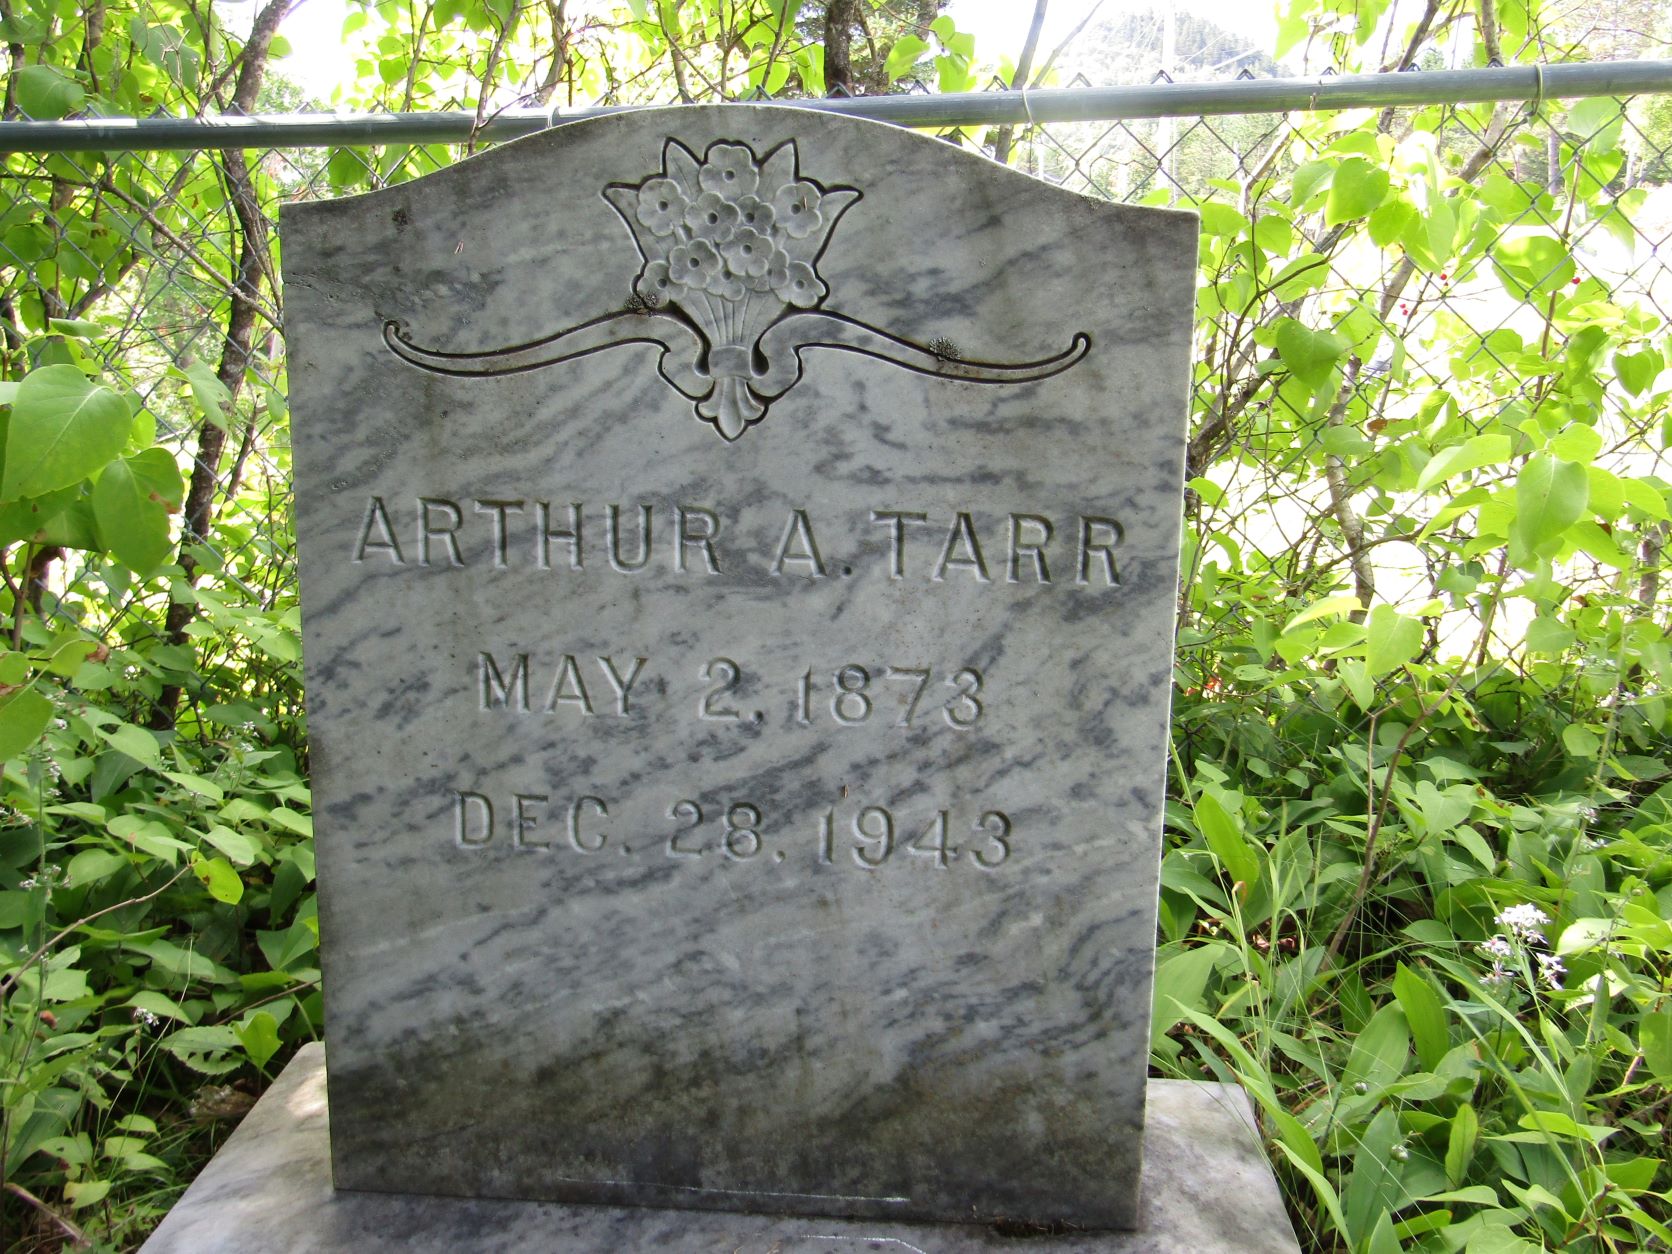 ARTHUR A. TARR
MAY 2, 1873
DEC. 28. 1943